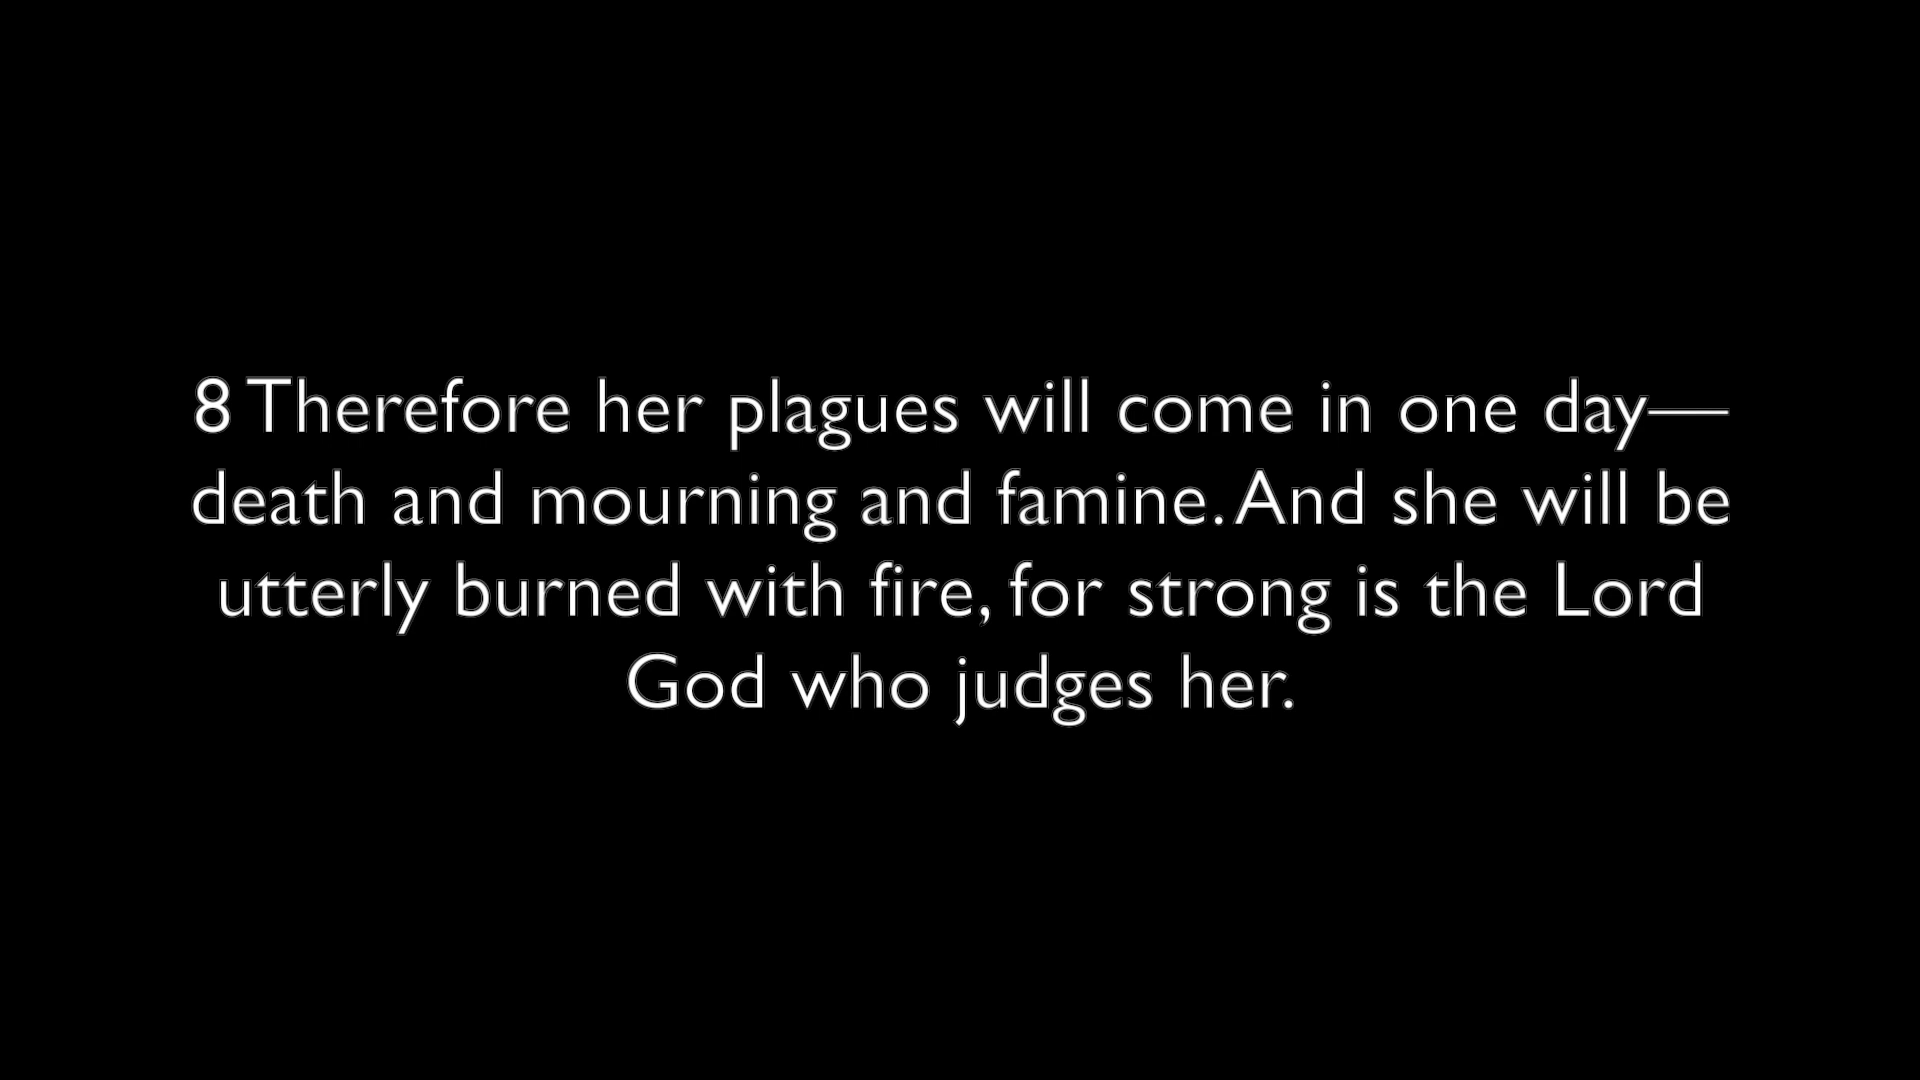 8 Therefore her plagues will come in one day—
death and mourning and famine. And she will be
utterly burned with fire, for strong is the Lord
God who judges her.